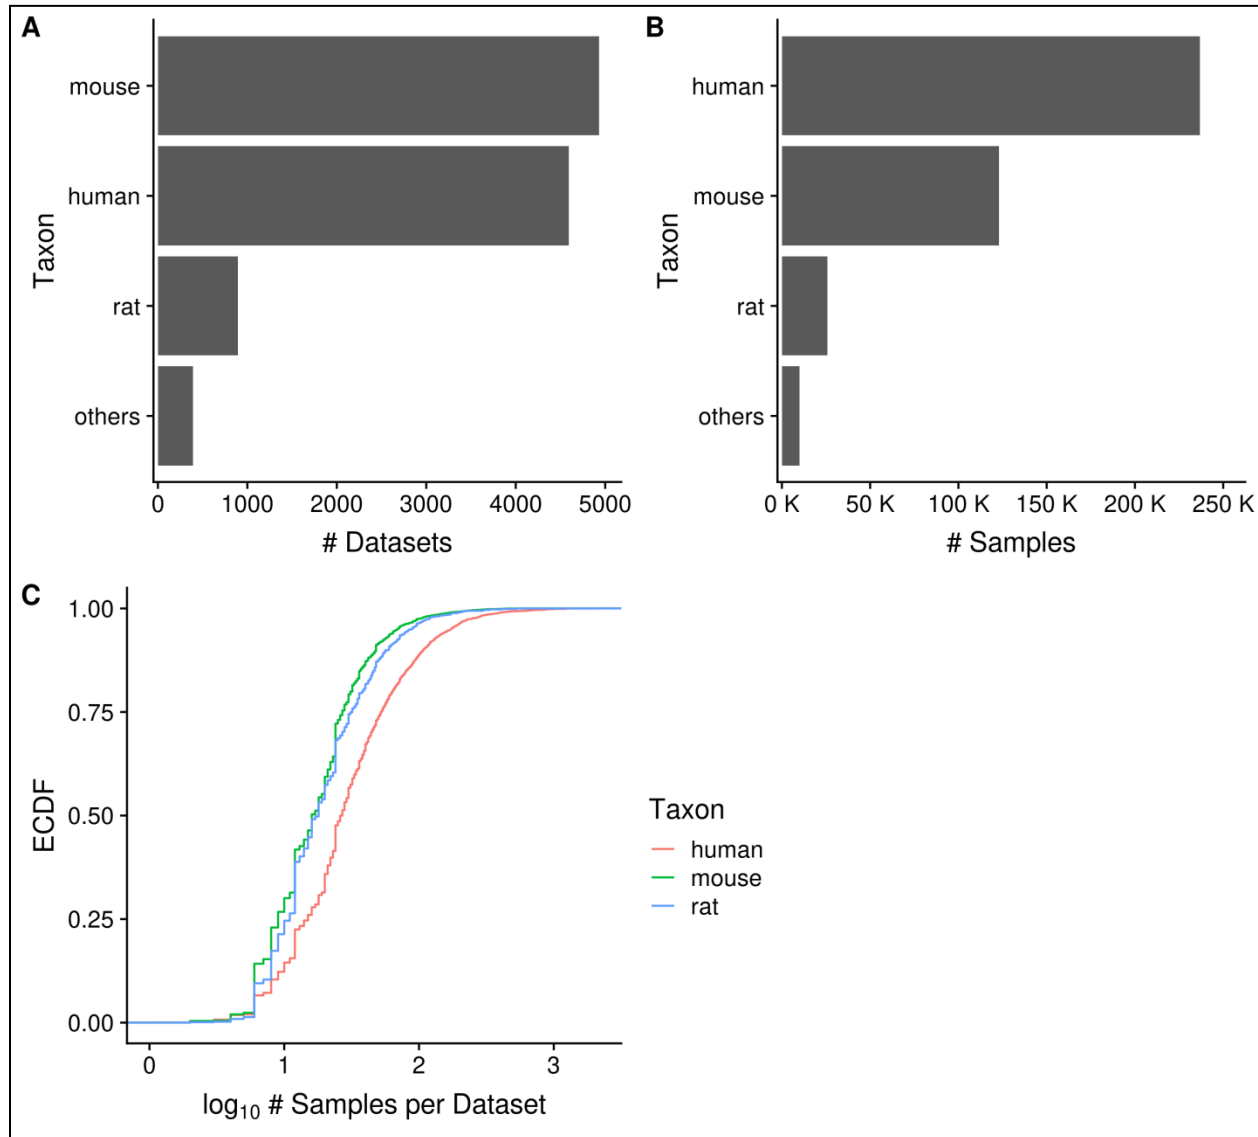 A
mouse
human
rat
others
Taxon
0 1000 2000 3000 4000 5000
# Datasets
B
human
mouse
rat
others
Taxon
0 K 50 K 100 K 150 K 200 K 250 K
# Samples
C
1.00
0.75
0.50
0.25
0.00
ECDF
0 1 2 3
log10 # Samples per Dataset
Taxon
human
mouse
rat